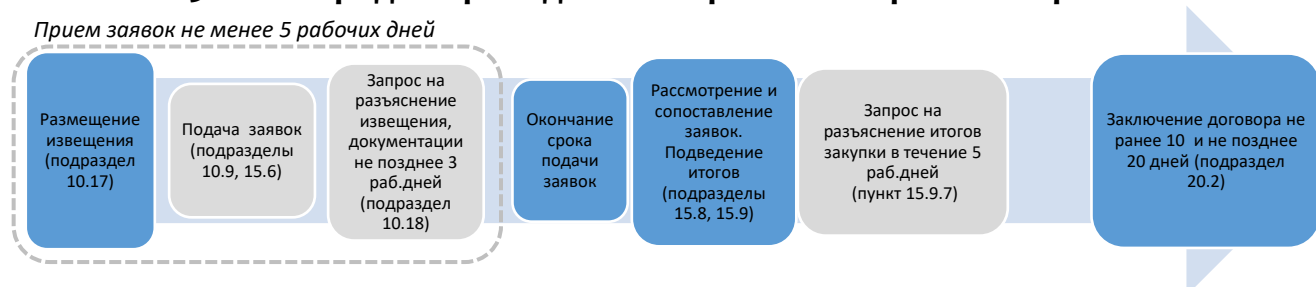 Прием заявок не менее 5 рабочих дней
Размещение
извещения
(подраздел
10.17)
Подача заявок
(подразделы
10.9, 15.6)
Запрос на
разъяснение
извещения,
документации
не позднее 3
раб.дней
(подраздел
10.18)
Окончание
срока
подачи
заявок
Рассмотрение и
сопоставление
заявок.
Подведение
итогов
(подразделы
15.8, 15.9)
Запрос на
разъяснение итогов
закупки в течение 5
раб.дней
(пункт 15.9.7)
Заключение договора не
ранее 10 и не позднее
20 дней (подраздел
20.2)